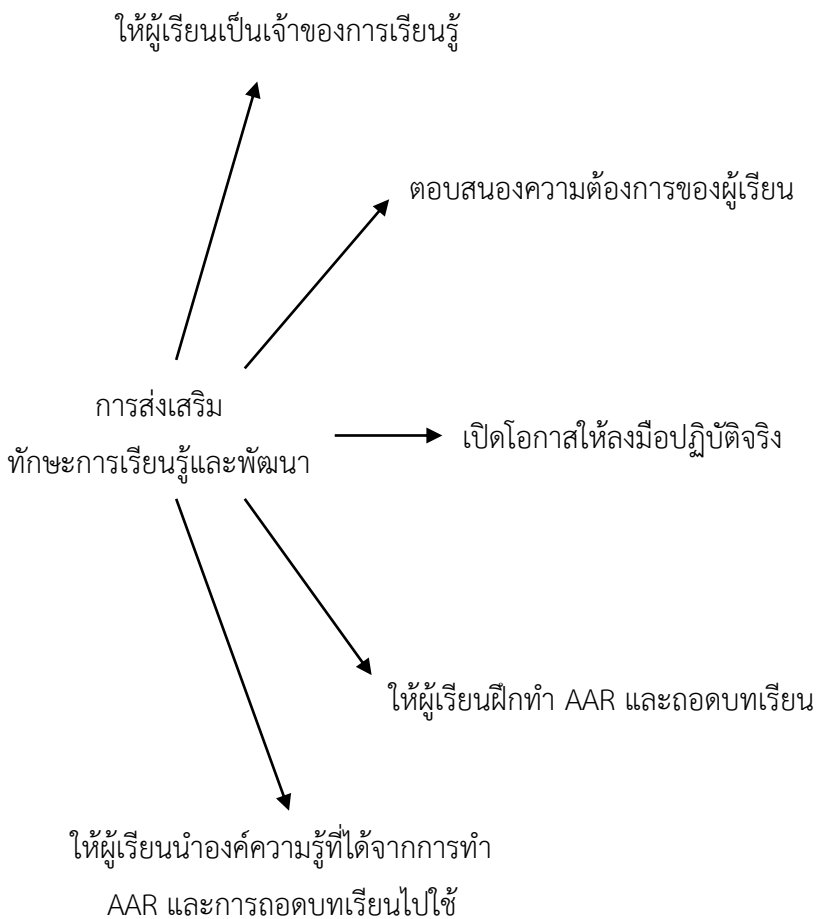 ให้ผู้เรียนเป็นเจ้าของการเรียนรู้
ตอบสนองความต้องการของผู้เรียน
การส่งเสริม
ทักษะการเรียนรู้และพัฒนา
เปิดโอกาสให้ลงมือปฏิบัติจริง
ให้ผู้เรียนฝึกทำ AAR และถอดบทเรียน
ให้ผู้เรียนนำองค์ความรู้ที่ได้จากการทำ
AAR และการถอดบทเรียนไปใช้